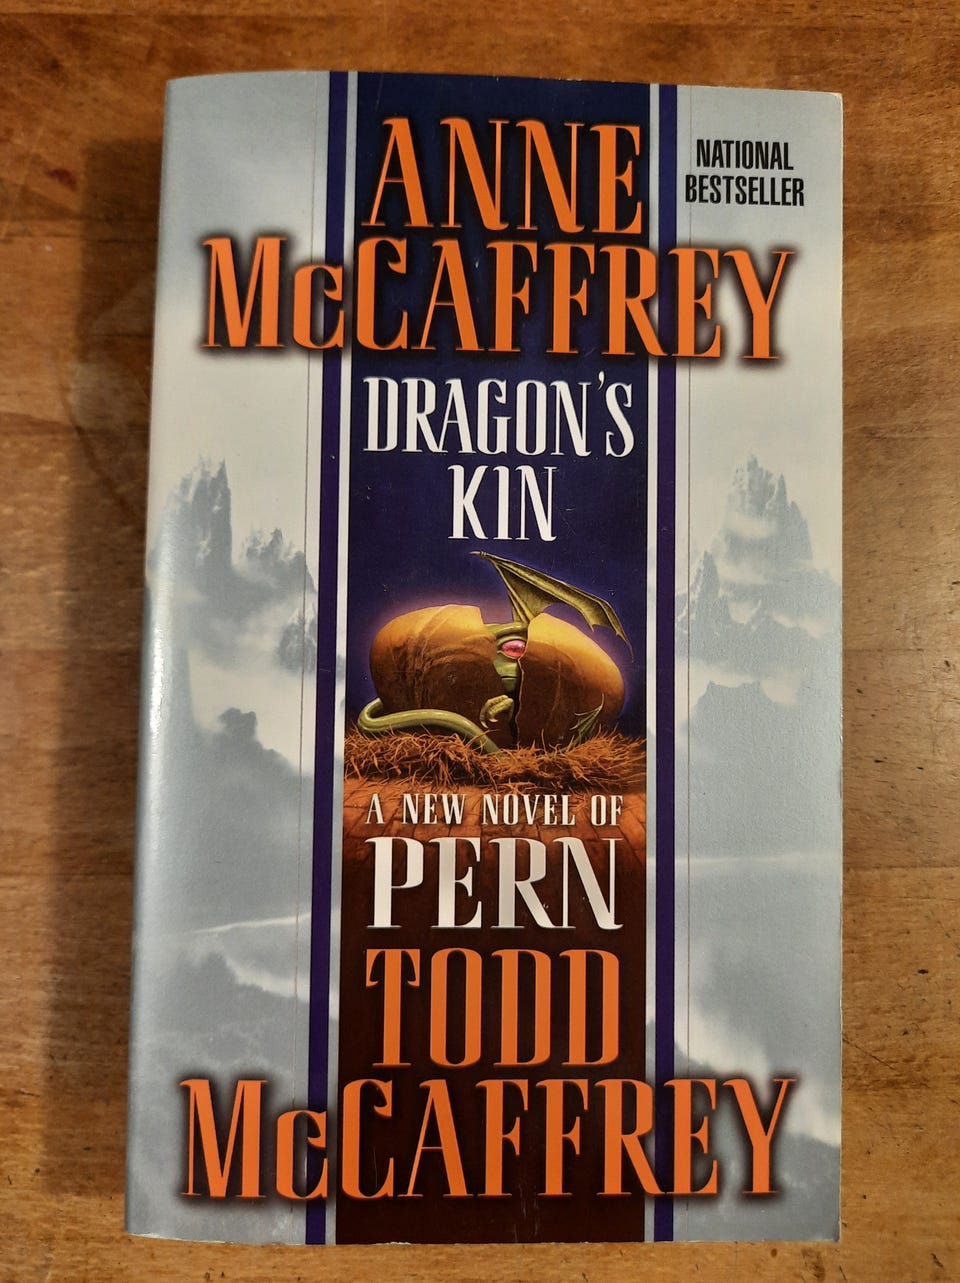 ANNE
McCAFFREY
NATIONAL
BESTSELLER
DRAGON'S
KIN
A NEW NOVEL OF
PERN
TODD
McCAFFREY